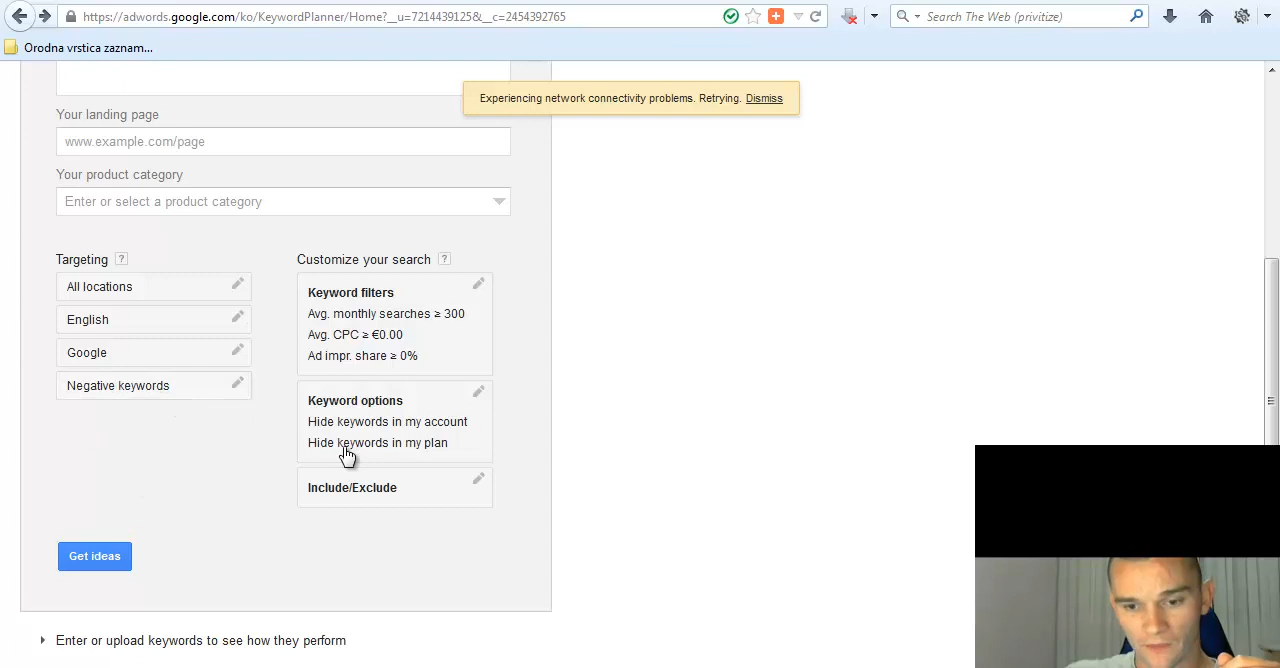 https://adwords.google.com/ko/KeywordPlanner/Home?__u=7214439125&__c=2454392765
Search The Web (privitize)
Orodna vrstica zaznam...
Experiencing network connectivity problems. Retrying. Dismiss
Your landing page
www.example.com/page
Your product category
Enter or select a product category
Targeting ?
All locations
English
Google
Negative keywords
Customize your search ?
Keyword filters
Avg. monthly searches ≥ 300
Avg. CPC ≥ €0.00
Ad impr. share ≥ 0%
Keyword options
Hide keywords in my account
Hide keywords in my plan
Include/Exclude
Get ideas
Enter or upload keywords to see how they perform